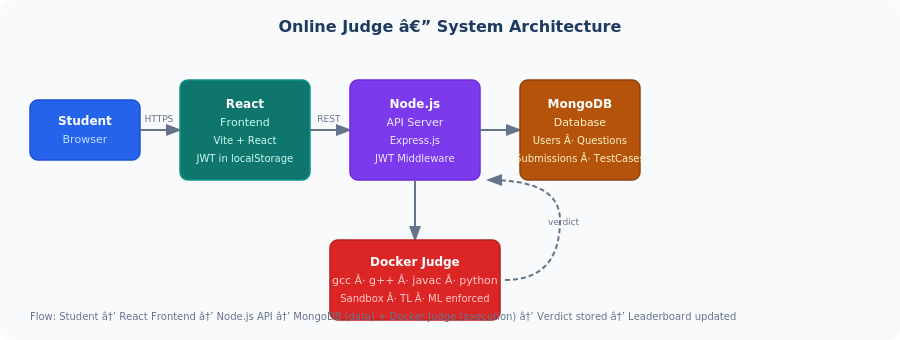 Online Judge â€” System Architecture
Student
Browser
HTTPS
React
Frontend
Vite + React
JWT in localStorage
REST
Node.js
API Server
Express.js
JWT Middleware
MongoDB
Database
Users Â· Questions
Submissions Â· TestCases
verdict
Docker Judge
gcc Â· g++ Â· javac Â· python
Sandbox Â· TL Â· ML enforced
Flow: Student â†’ React Frontend â†’ Node.js API â†’ MongoDB (data) + Docker Judge (execution) â†’ Verdict stored â†’ Leaderboard updated